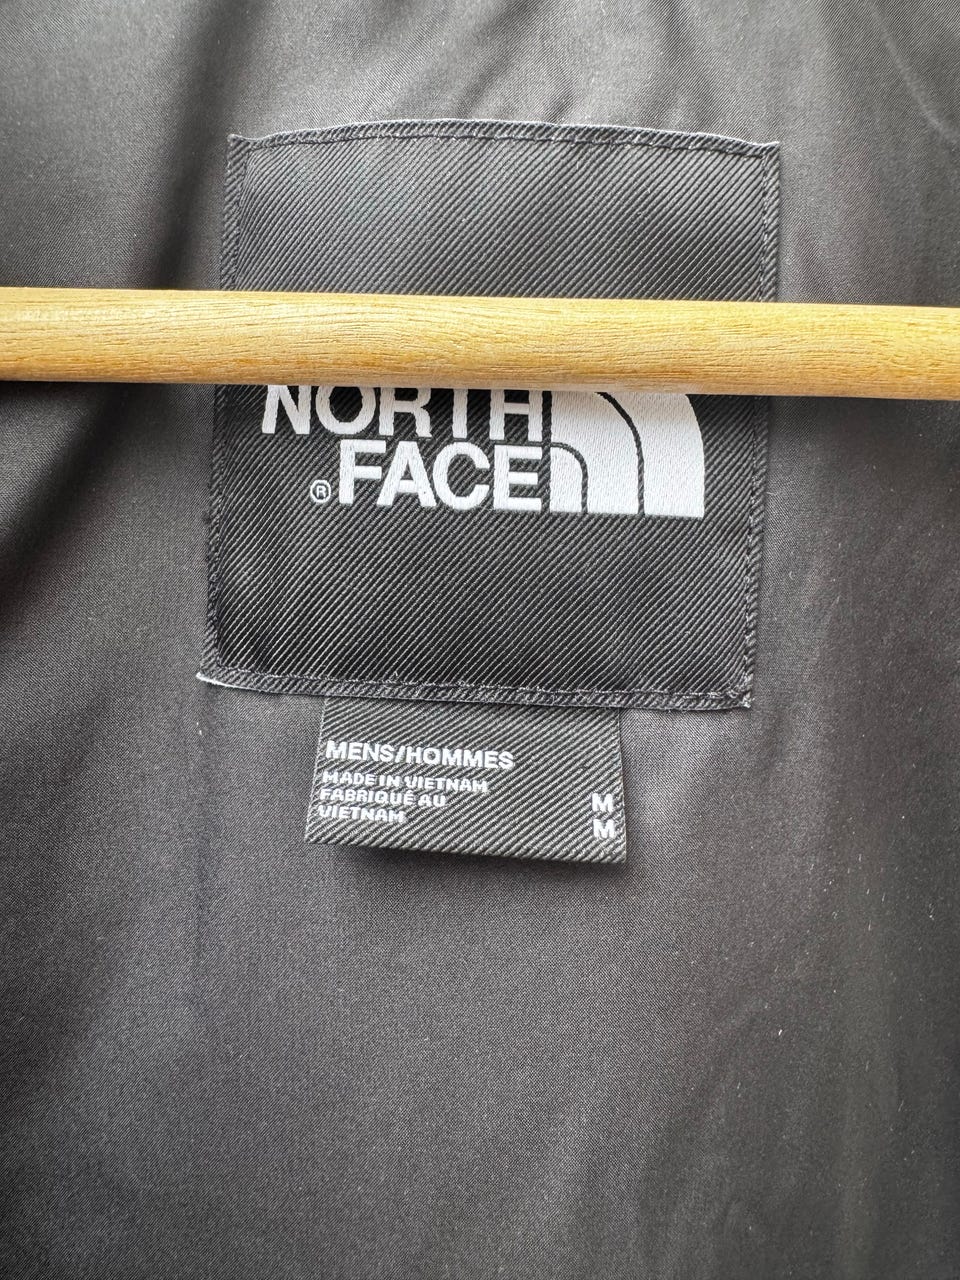 NORTH
® FACE
MENS/HOMMES
MADE IN VIETNAM
FABRIQUÉ AU
VIETNAM
M
M